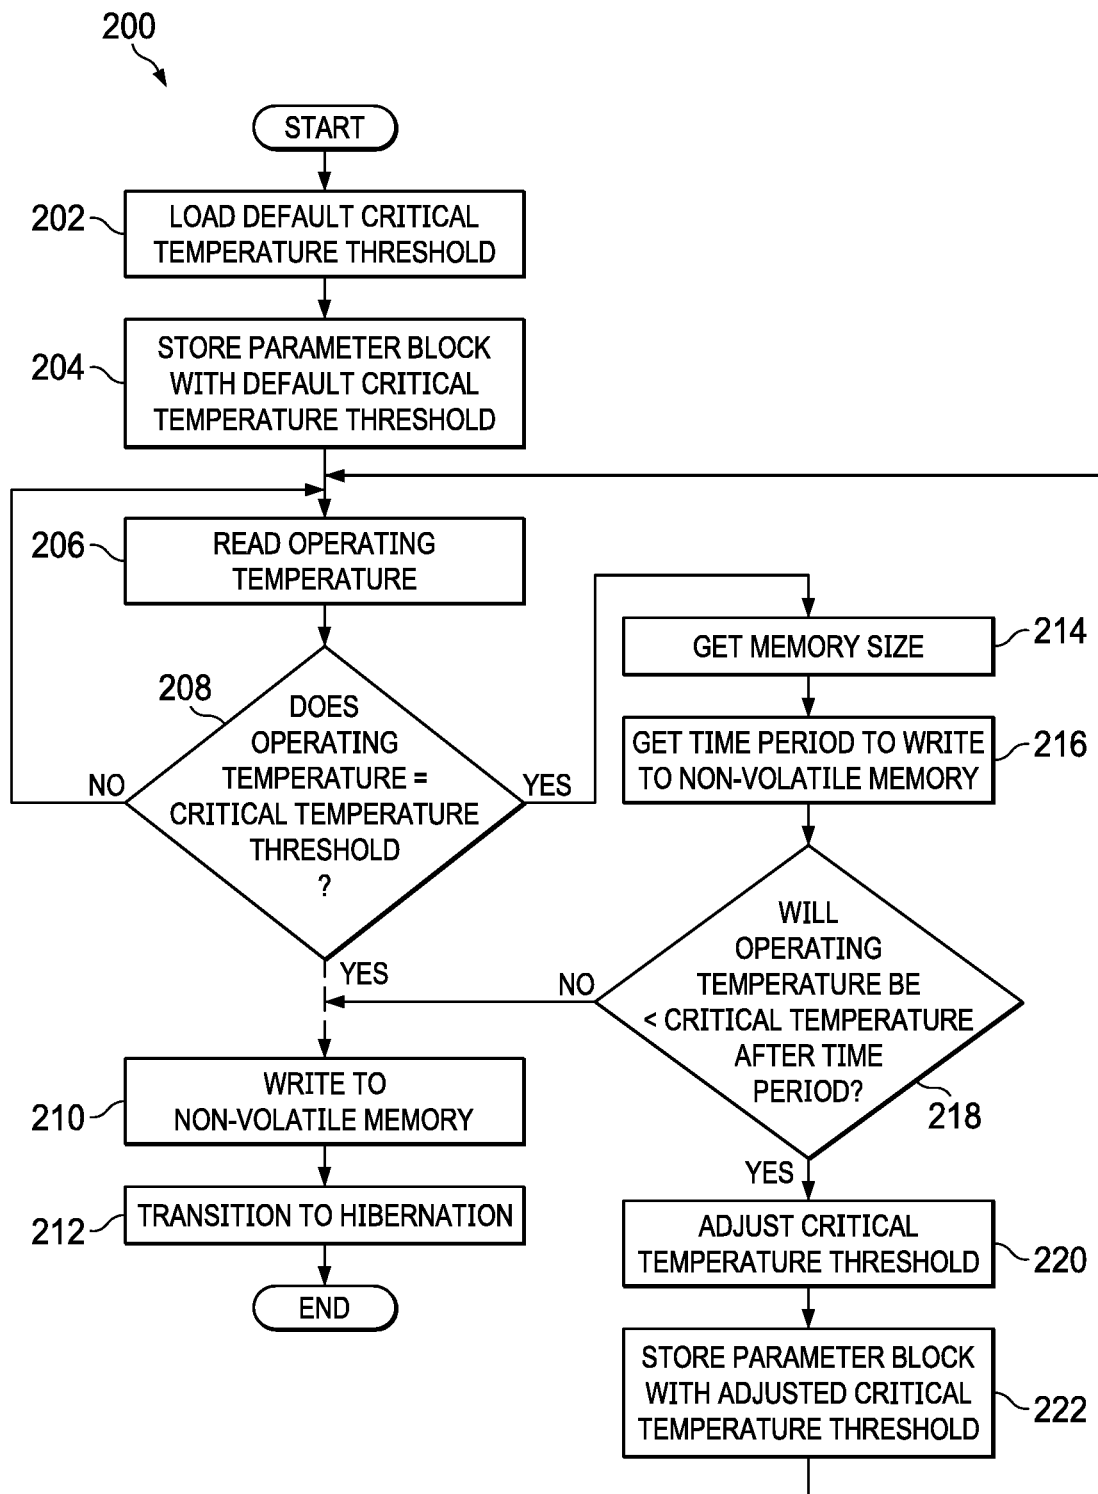 200
START
202
LOAD DEFAULT CRITICAL
TEMPERATURE THRESHOLD
204
STORE PARAMETER BLOCK
WITH DEFAULT CRITICAL
TEMPERATURE THRESHOLD
206
READ OPERATING
TEMPERATURE
208
DOES
OPERATING
TEMPERATURE =
CRITICAL TEMPERATURE
THRESHOLD
?
NO
YES
YES
210
WRITE TO
NON-VOLATILE MEMORY
212
TRANSITION TO HIBERNATION
END
GET MEMORY SIZE
214
GET TIME PERIOD TO WRITE
TO NON-VOLATILE MEMORY
216
WILL
OPERATING
TEMPERATURE BE
< CRITICAL TEMPERATURE
AFTER TIME
PERIOD?
NO
218
YES
ADJUST CRITICAL
TEMPERATURE THRESHOLD
220
STORE PARAMETER BLOCK
WITH ADJUSTED CRITICAL
TEMPERATURE THRESHOLD
222